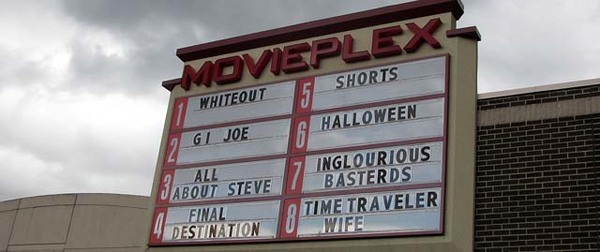 MOVIEPLEX
1 WHITEOUT
2 GI JOE
3 ALL
ABOUT STEVE
4 FINAL
DESTINATION
5 SHORTS
6 HALLOWEEN
7 INGLOURIOUS
BASTERDS
8 TIME TRAVELER
WIFE